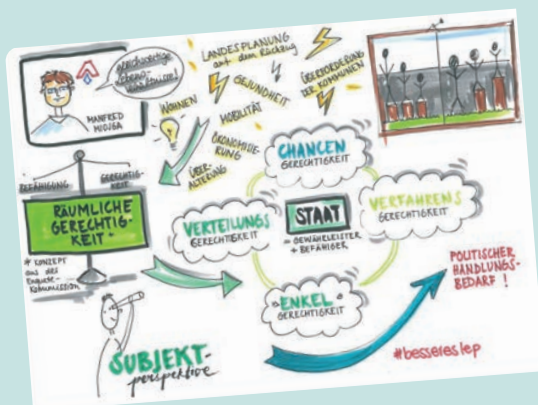 gleichwertige
Lebens-
verhältnisse!
MANFRED
MIOSGA
LANDESPLANUNG
auf dem Rückzug
GESUNDHEIT
ÜBERFORDERUNG
DER KOMMUNEN
WOHNEN
MOBILITÄT
ÖKONOMISIE-
RUNG
ÜBER-
ALTERUNG
BEFÄHIGUNG
GERECHTIG-
KEIT
RÄUMLICHE
GERECHTIG-
KEIT*
* KONZEPT
aus der
Enquete-
Kommission
CHANCEN
GERECHTIGKEIT
VERTEILUNGS
GERECHTIGKEIT
STAAT
= GEWÄHRLEISTER
+ BEFÄHIGER
VERFAHRENS
GERECHTIGKEIT
ENKEL
GERECHTIGKEIT
SUBJEKT-
perspektive
POLITISCHER
HANDLUNGS-
BEDARF!
#bessereslep